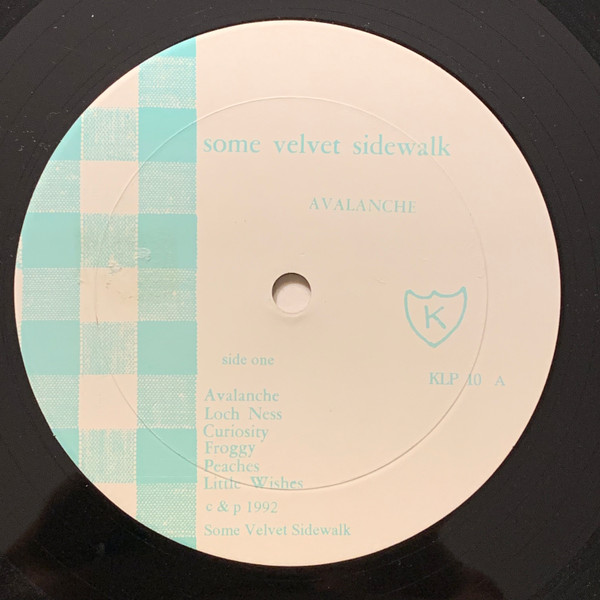 some velvet sidewalk
AVALANCHE
K
side one
KLP 10 A
Avalanche
Loch Ness
Curiosity
Froggy
Peaches
Little Wishes
c & p 1992
Some Velvet Sidewalk